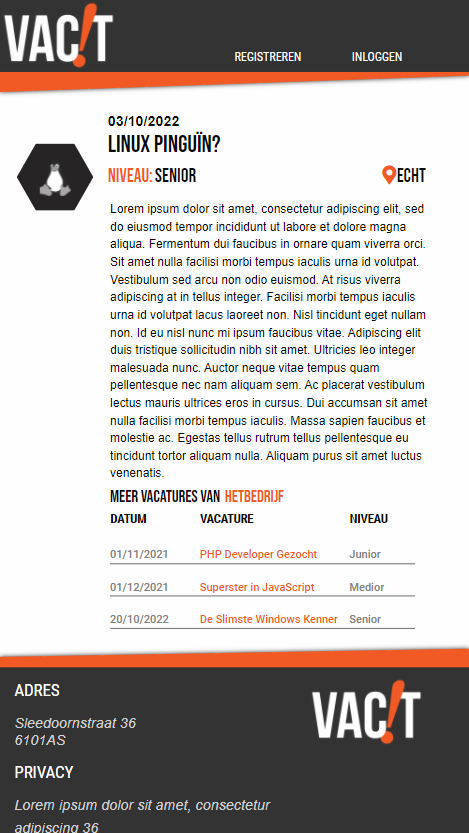 VAC!T
REGISTREREN INLOGGEN
03/10/2022
LINUX PINGUÏN?
NIVEAU: SENIOR ECHT
Lorem ipsum dolor sit amet, consectetur adipiscing elit, sed
do eiusmod tempor incididunt ut labore et dolore magna
aliqua. Fermentum dui faucibus in ornare quam viverra orci.
Sit amet nulla facilisi morbi tempus iaculis urna id volutpat.
Vestibulum sed arcu non odio euismod. At risus viverra
adipiscing at in tellus integer. Facilisi morbi tempus iaculis
urna id volutpat lacus laoreet non. Nisl tincidunt eget nullam
non. Id eu nisl nunc mi ipsum faucibus vitae. Adipiscing elit
duis tristique sollicitudin nibh sit amet. Ultricies leo integer
malesuada nunc. Auctor neque vitae tempus quam
pellentesque nec nam aliquam sem. Ac placerat vestibulum
lectus mauris ultrices eros in cursus. Dui accumsan sit amet
nulla facilisi morbi tempus iaculis. Massa sapien faucibus et
molestie ac. Egestas tellus rutrum tellus pellentesque eu
tincidunt tortor aliquam nulla. Aliquam purus sit amet luctus
venenatis.
MEER VACATURES VAN HETBEDRIJF
DATUM VACATURE NIVEAU
01/11/2021 PHP Developer Gezocht Junior
01/12/2021 Superster in JavaScript Medior
20/10/2022 De Slimste Windows Kenner Senior
ADRES
VAC!T
Sleedoornstraat 36
6101AS
PRIVACY
Lorem ipsum dolor sit amet, consectetur
adipiscing 36